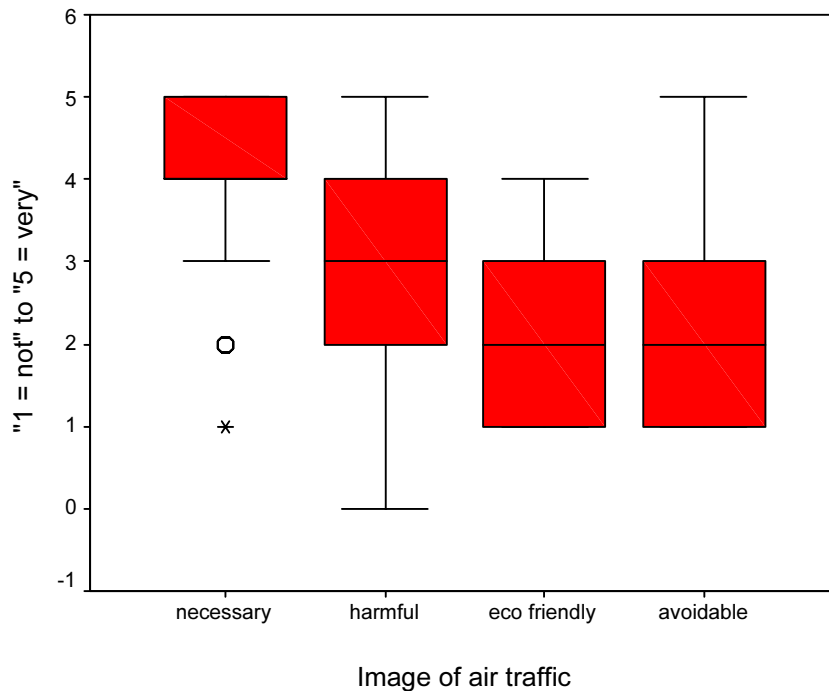 6
5
4
3
2
1
0
-1
"1 = not" to "5 = very"
necessary harmful eco friendly avoidable
Image of air traffic